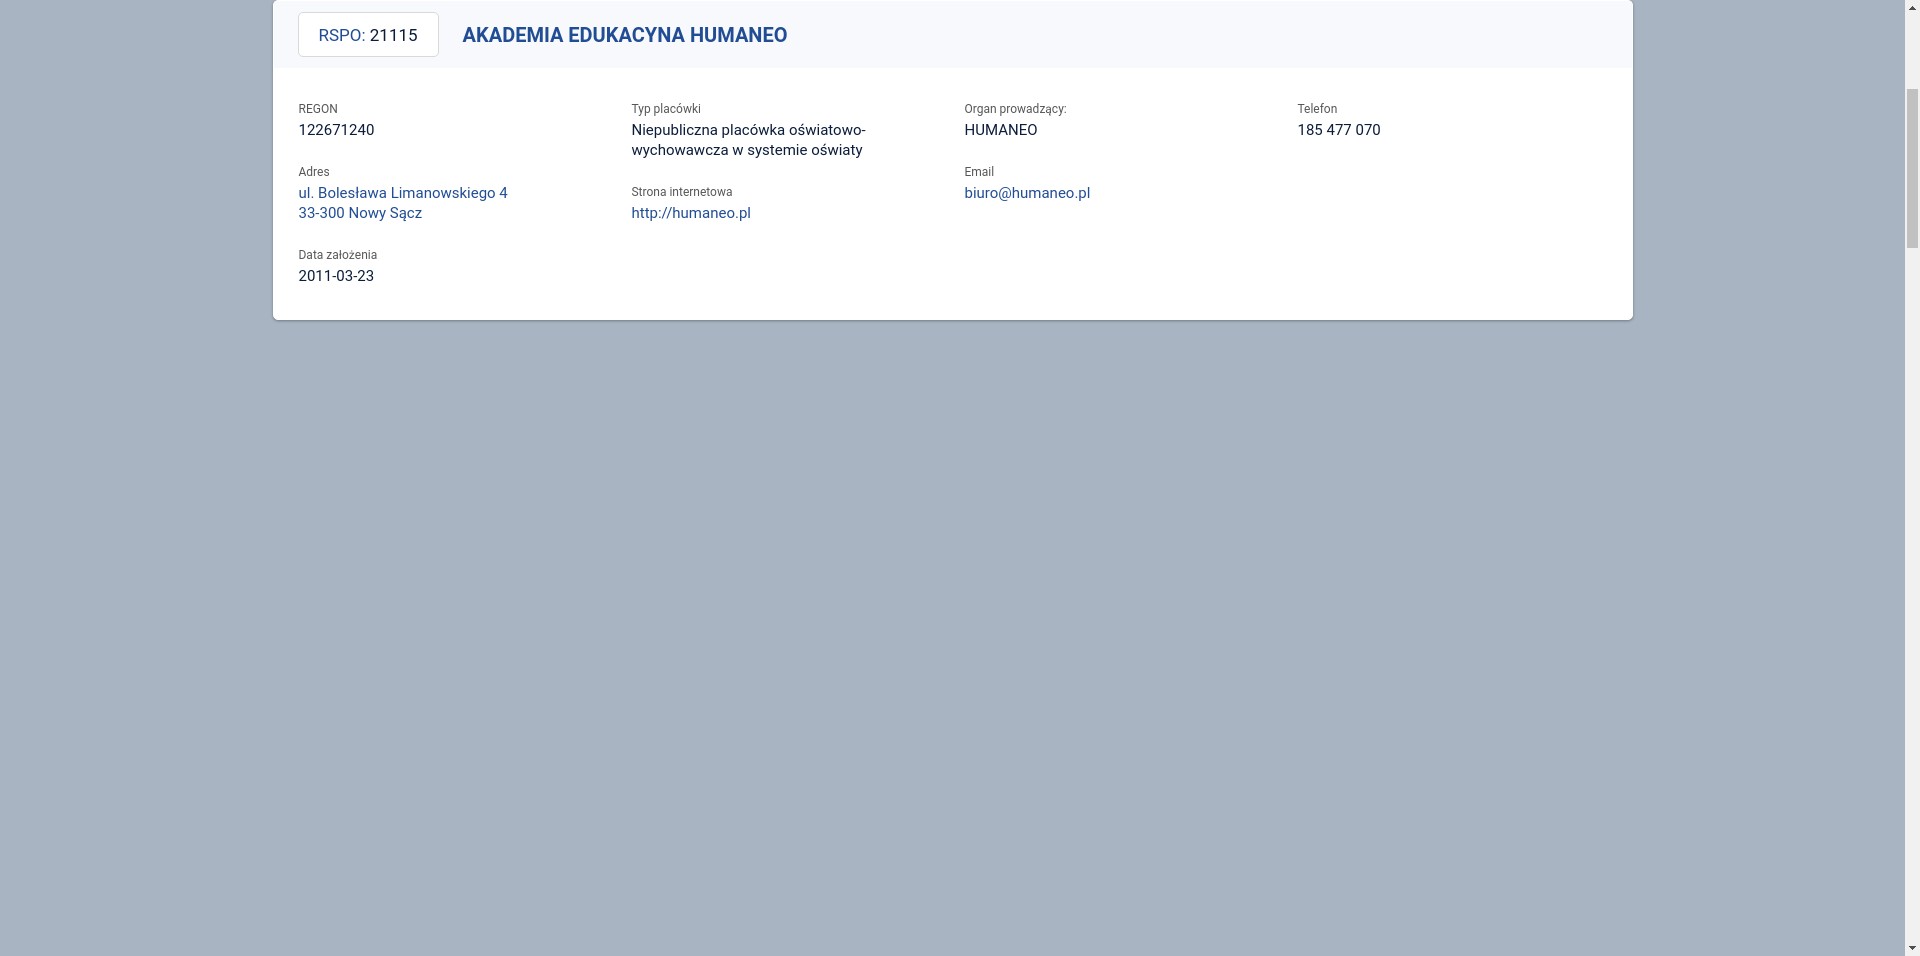 RSPO: 21115
AKADEMIA EDUKACYNA HUMANEO
REGON
122671240
Adres
ul. Bolesława Limanowskiego 4
33-300 Nowy Sącz
Data założenia
2011-03-23
Typ placówki
Niepubliczna placówka oświatowo-
wychowawcza w systemie oświaty
Strona internetowa
http://humaneo.pl
Organ prowadzący:
HUMANEO
Email
biuro@humaneo.pl
Telefon
185 477 070